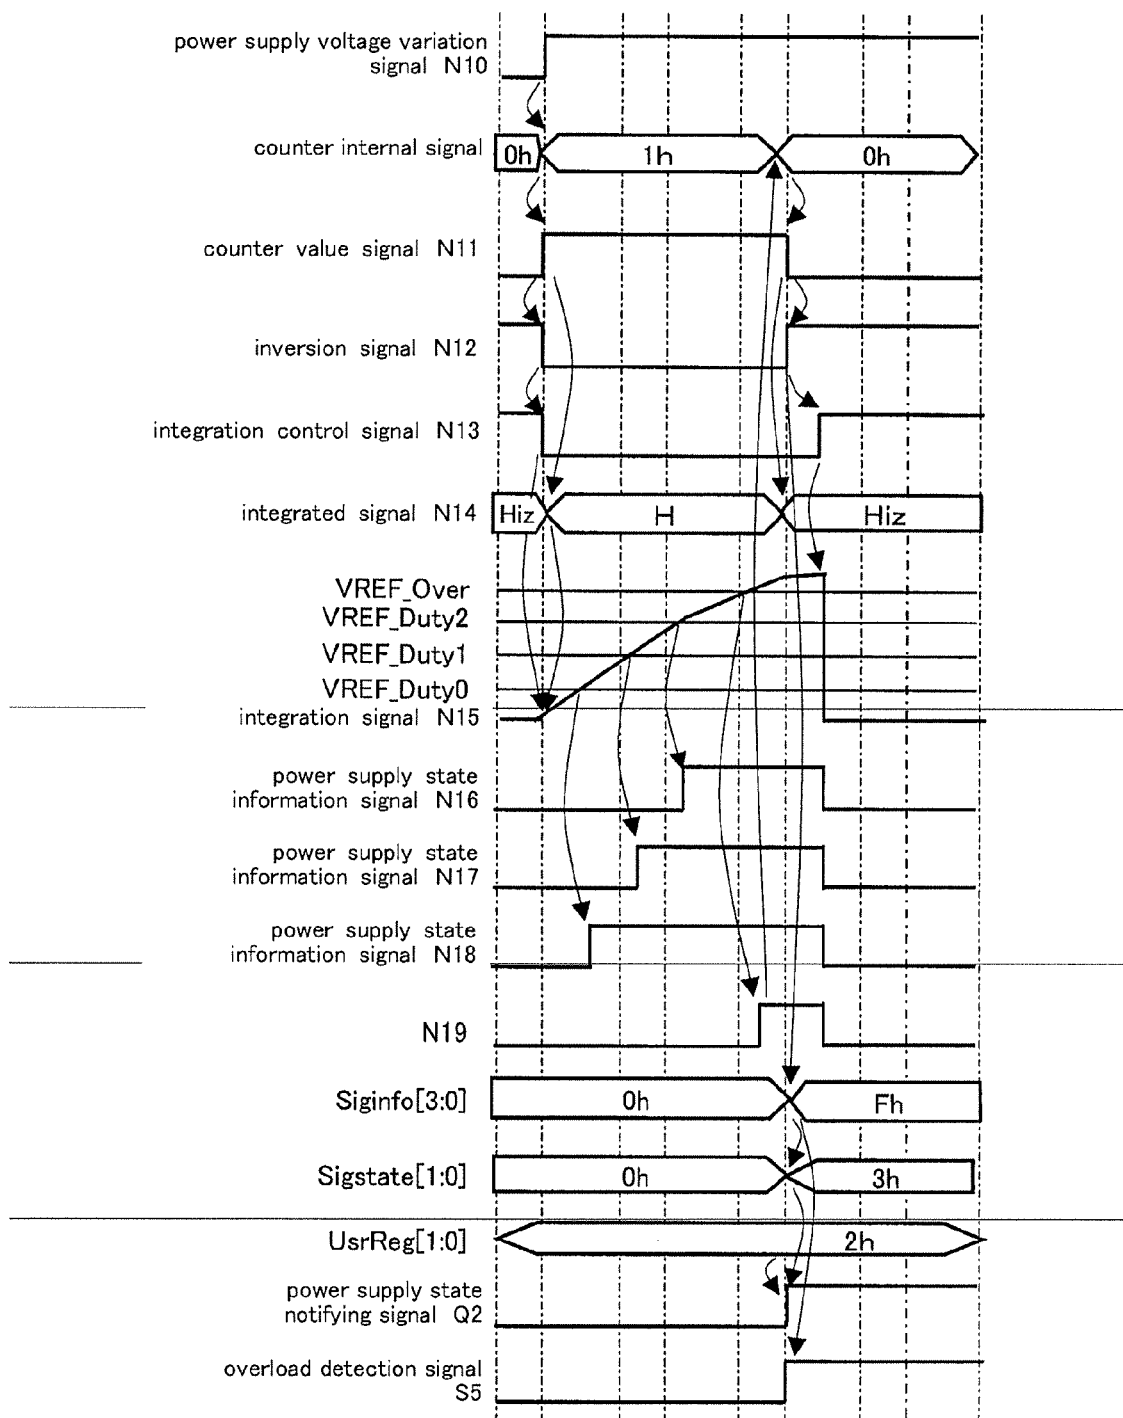 power supply voltage variation
signal N10
counter internal signal
0h
1h
0h
counter value signal N11
inversion signal N12
integration control signal N13
integrated signal N14
Hiz
H
Hiz
VREF_Over
VREF_Duty2
VREF_Duty1
VREF_Duty0
integration signal N15
power supply state
information signal N16
power supply state
information signal N17
power supply state
information signal N18
N19
Siginfo[3:0]
0h
Fh
Sigstate[1:0]
0h
3h
UsrReg[1:0]
2h
power supply state
notifying signal Q2
overload detection signal
S5